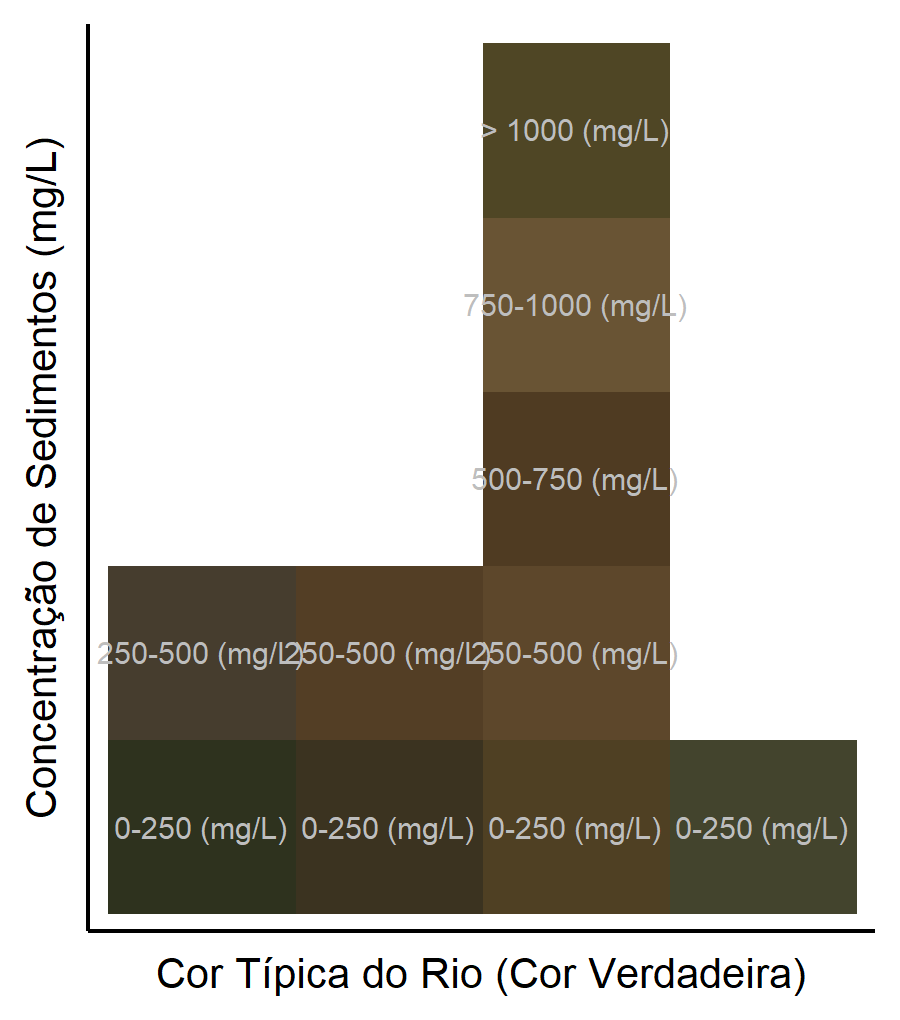 > 1000 (mg/L)
750-1000 (mg/L)
500-750 (mg/L)
250-500 (mg/L)
250-500 (mg/L)
250-500 (mg/L)
0-250 (mg/L)
0-250 (mg/L)
0-250 (mg/L)
0-250 (mg/L)
Concentração de Sedimentos (mg/L)
Cor Típica do Rio (Cor Verdadeira)